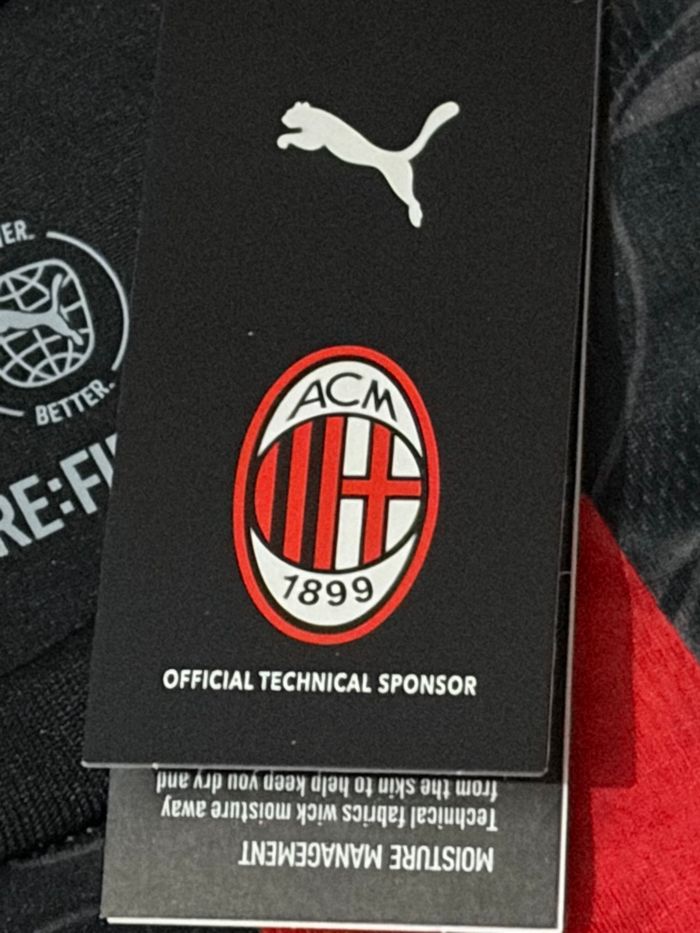 ER.
BETTER.
RE:FI
ACM
1899
OFFICIAL TECHNICAL SPONSOR
MOISTURE MANAGEMENT
Technical fabrics wick moisture away
from the skin to help keep you dry and